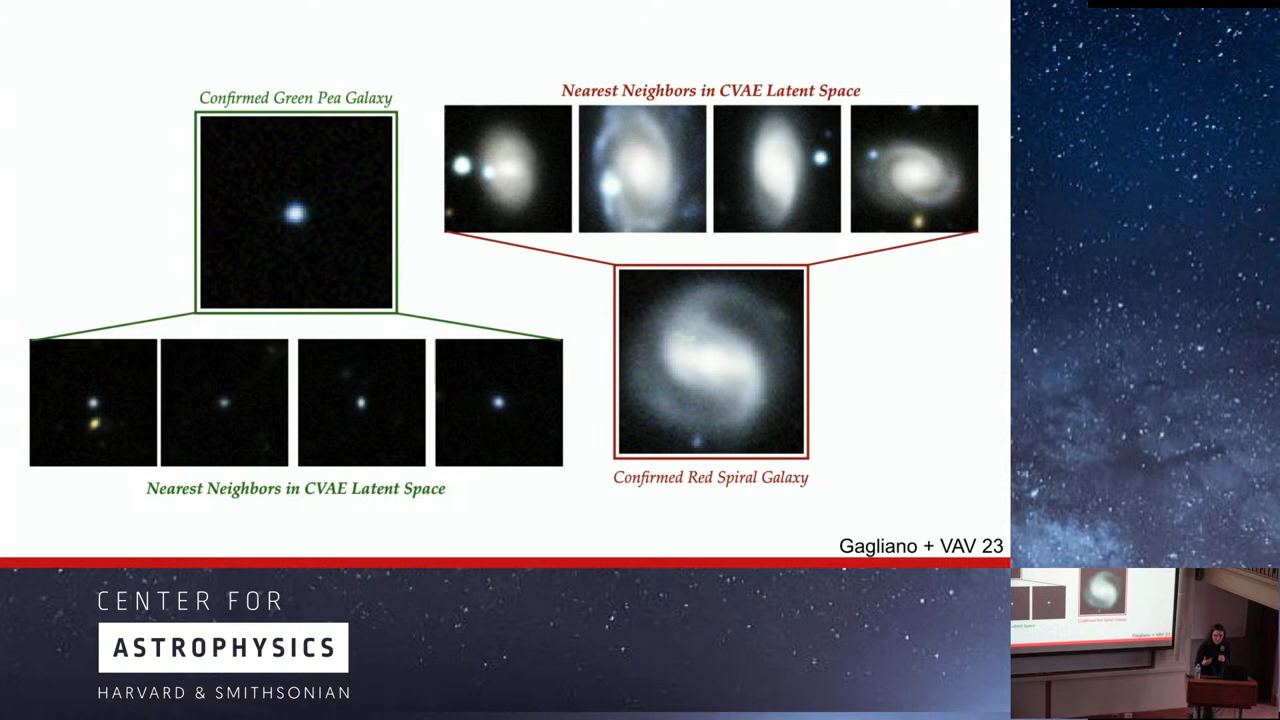 Confirmed Green Pea Galaxy
Nearest Neighbors in CVAE Latent Space
Nearest Neighbors in CVAE Latent Space
Confirmed Red Spiral Galaxy
Gagliano + VAV 23
CENTER FOR
ASTROPHYSICS
HARVARD & SMITHSONIAN